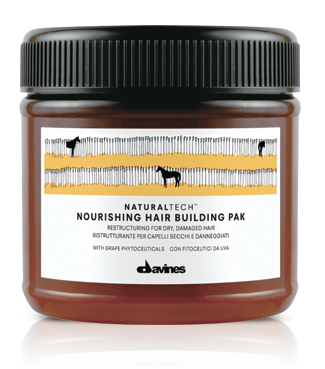 NATURALTECH™
NOURISHING HAIR BUILDING PAK
RESTRUCTURING FOR DRY, DAMAGED HAIR
RISTRUTTURANTE PER CAPELLI SECCHI E DANNEGGIATI
WITH GRAPE PHYTOCEUTICALS CON FITOCEUTICI DA UVA
davines